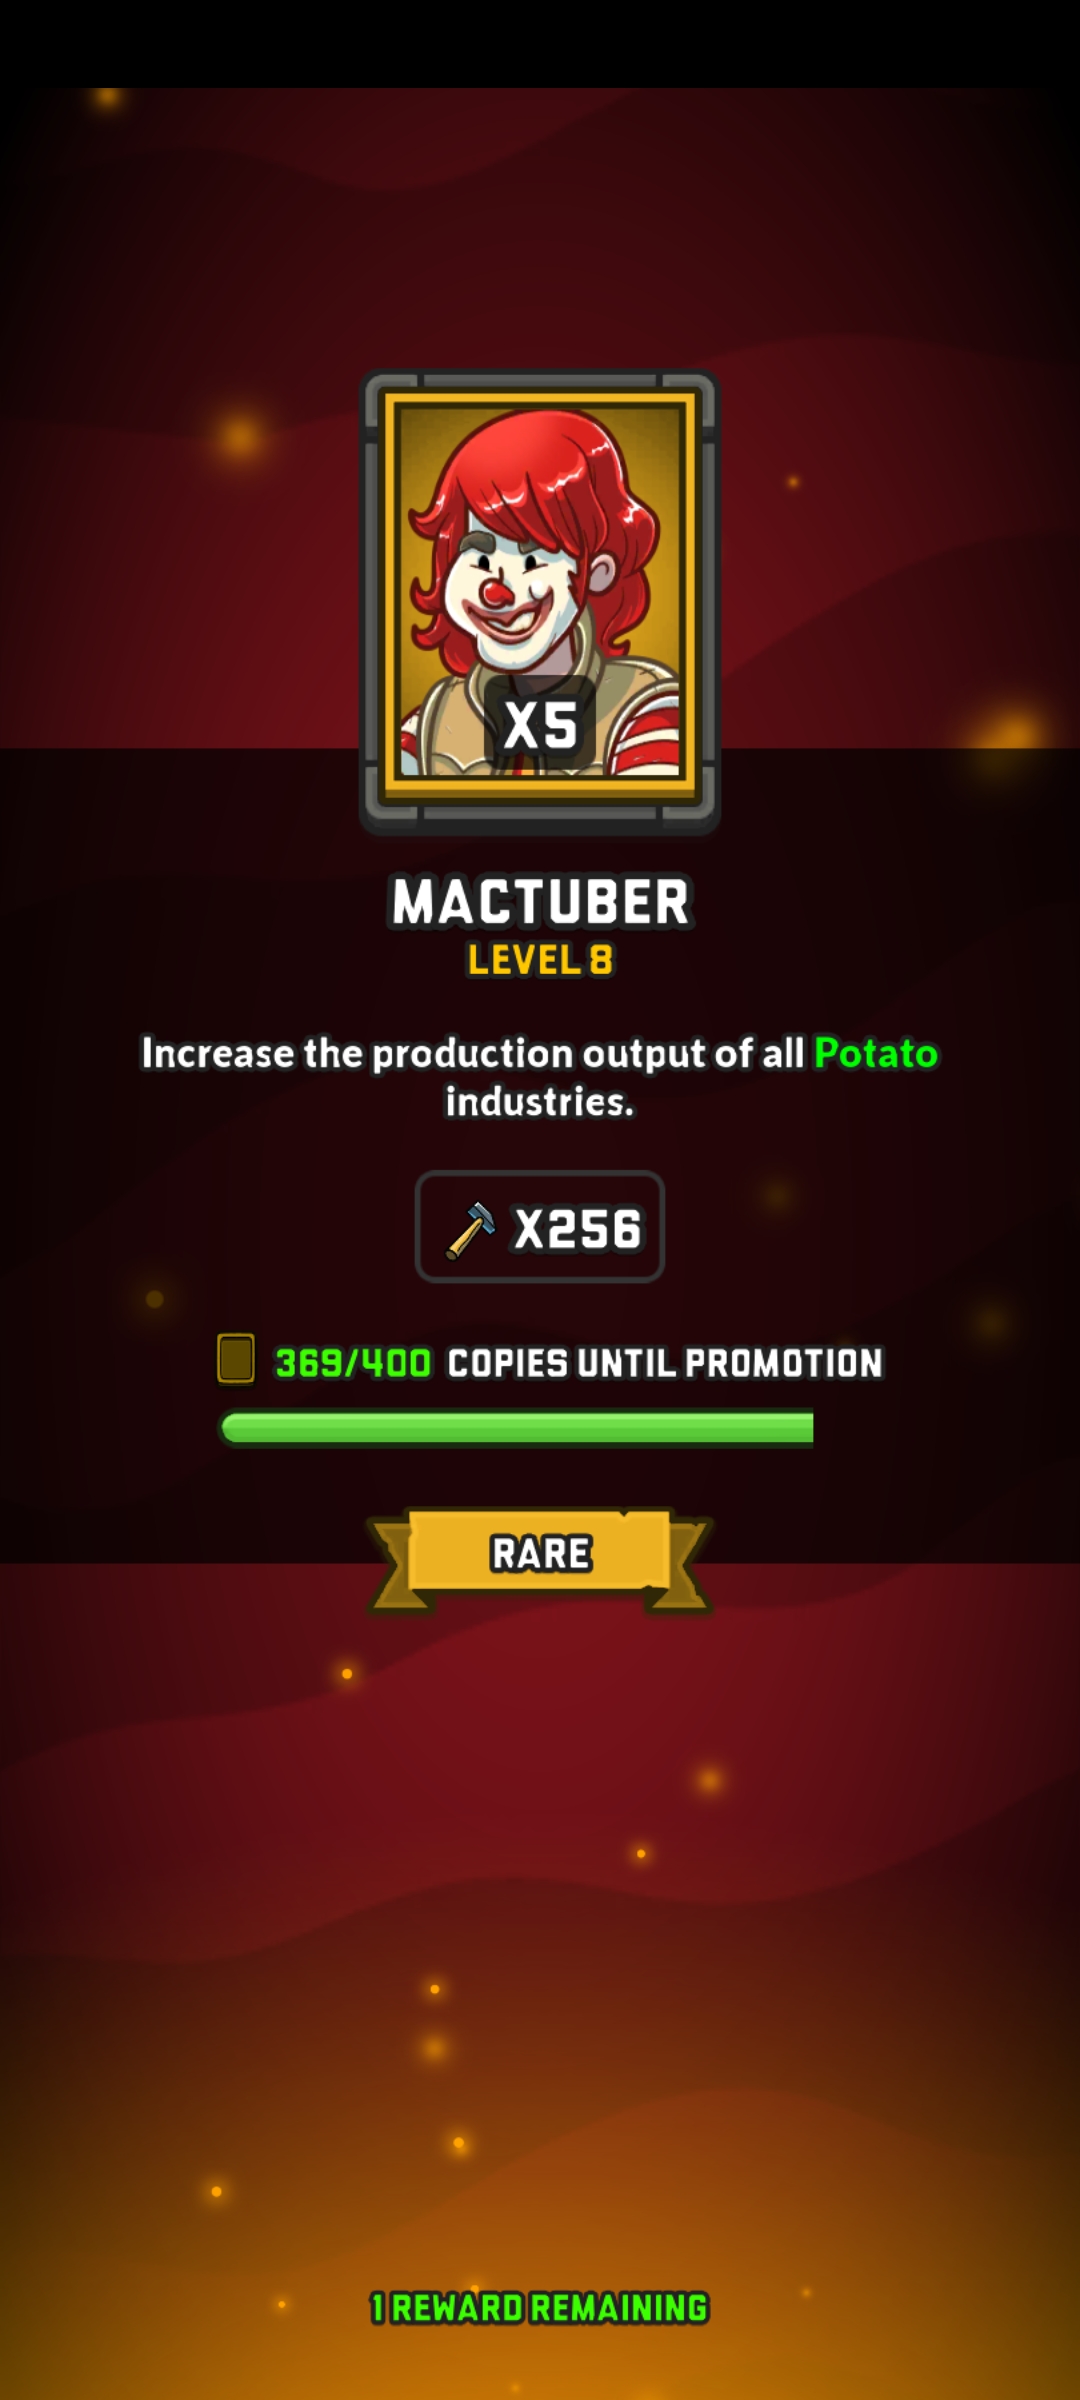 X5
MACTUBER
LEVEL 8
Increase the production output of all Potato
industries.
X256
369/400 COPIES UNTIL PROMOTION
RARE
1 REWARD REMAINING